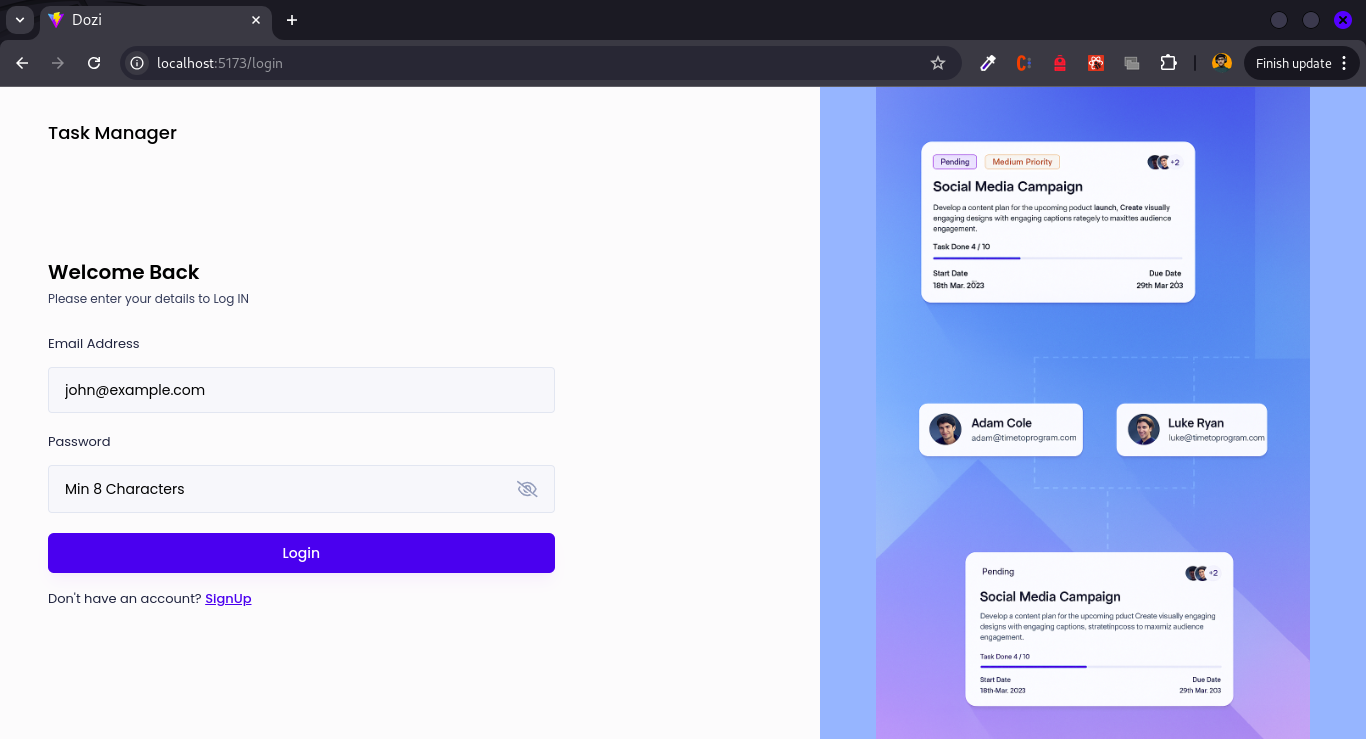 Dozi
localhost:5173/login
Finish update
Task Manager
Welcome Back
Please enter your details to Log IN
Email Address
john@example.com
Password
Min 8 Characters
Login
Don't have an account? SignUp
Pending Medium Priority +2
Social Media Campaign
Develop a content plan for the upcoming poduct launch, Create visually
engaging designs with engaging captions rategely to maxittes audience
engagement.
Task Done 4 / 10
Start Date Due Date
18th Mar. 2023 29th Mar 203
Adam Cole
adam@timetoprogram.com
Luke Ryan
luke@timetoprogram.com
Pending +2
Social Media Campaign
Develop a content plan for the upcoming pduct Create visually engaging
designs with engaging captions, stratetinpcoss to maxmiz audience
engagement.
Task Done 4 / 10
Start Date Due Date
18th-Mar. 2023 29th Mar. 203